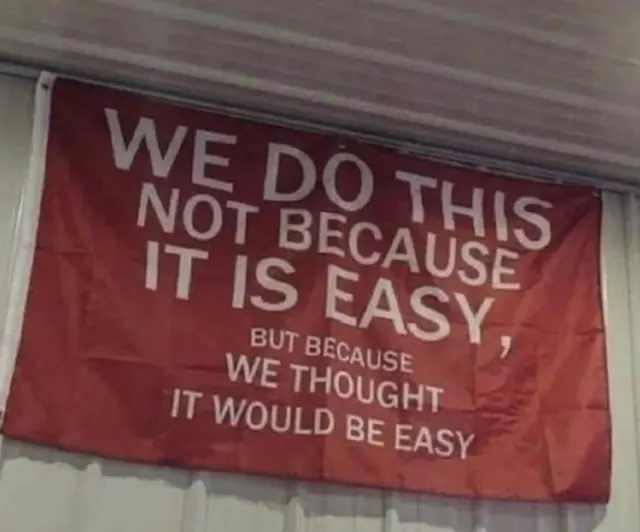 WE DO THIS
NOT BECAUSE
IT IS EASY,
BUT BECAUSE
WE THOUGHT
IT WOULD BE EASY